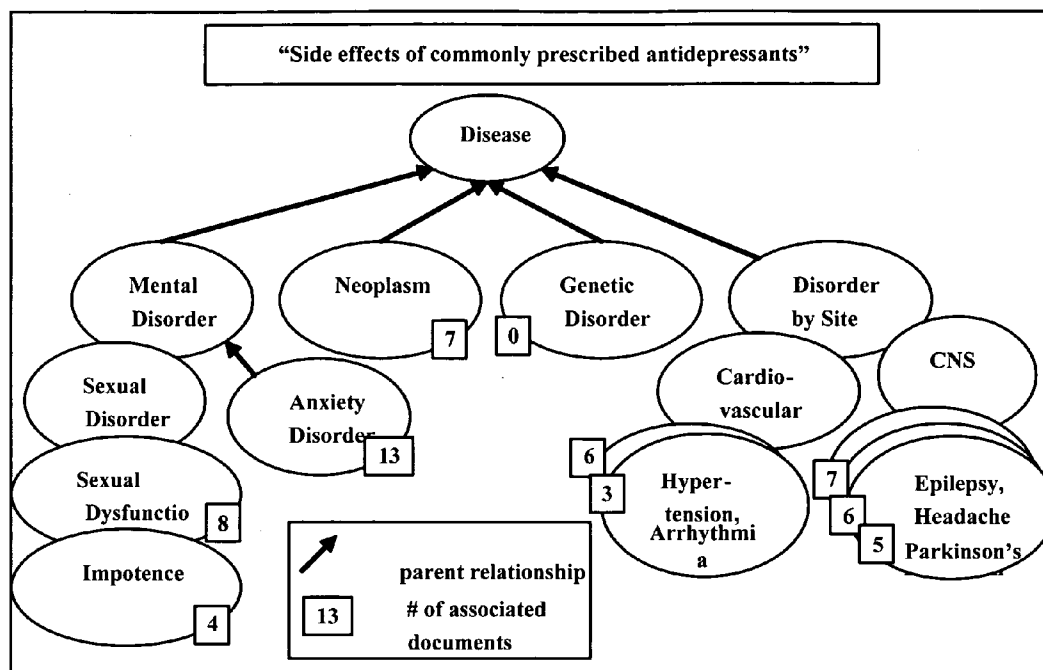 “Side effects of commonly prescribed antidepressants”
Disease
Mental
Disorder
Neoplasm
7
Genetic
Disorder
0
Disorder
by Site
Sexual
Disorder
Anxiety
Disorder
13
Cardio-
vascular
CNS
Sexual
Dysfunctio
8
6
3
Hyper-
tension,
Arrhythmi
a
7
6
5
Epilepsy,
Headache
Parkinson’s
Impotence
4
parent relationship
13
# of associated
documents